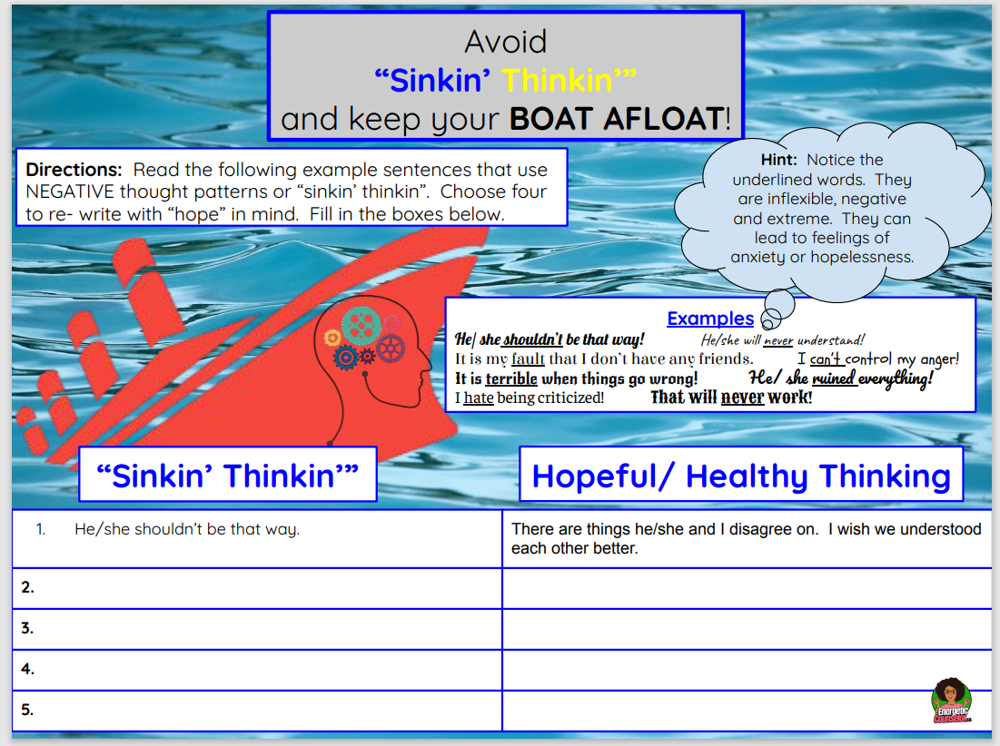 Avoid
“Sinkin’ Thinkin’”
and keep your BOAT AFLOAT!
Directions:  Read the following example sentences that use
NEGATIVE thought patterns or “sinkin’ thinkin”.  Choose four
to re- write with “hope” in mind.  Fill in the boxes below.
Hint:  Notice the
underlined words.  They
are inflexible, negative
and extreme.  They can
lead to feelings of
anxiety or hopelessness.
Examples
He/ she shouldn’t be that way! He/she will never understand!
It is my fault that I don’t have any friends. I can’t control my anger!
It is terrible when things go wrong! He/ she ruined everything!
I hate being criticized! That will never work!
“Sinkin’ Thinkin’”
Hopeful/ Healthy Thinking
1. He/she shouldn’t be that way.
There are things he/she and I disagree on.  I wish we understood
each other better.
2.
3.
4.
5.
Energetic
Counselor